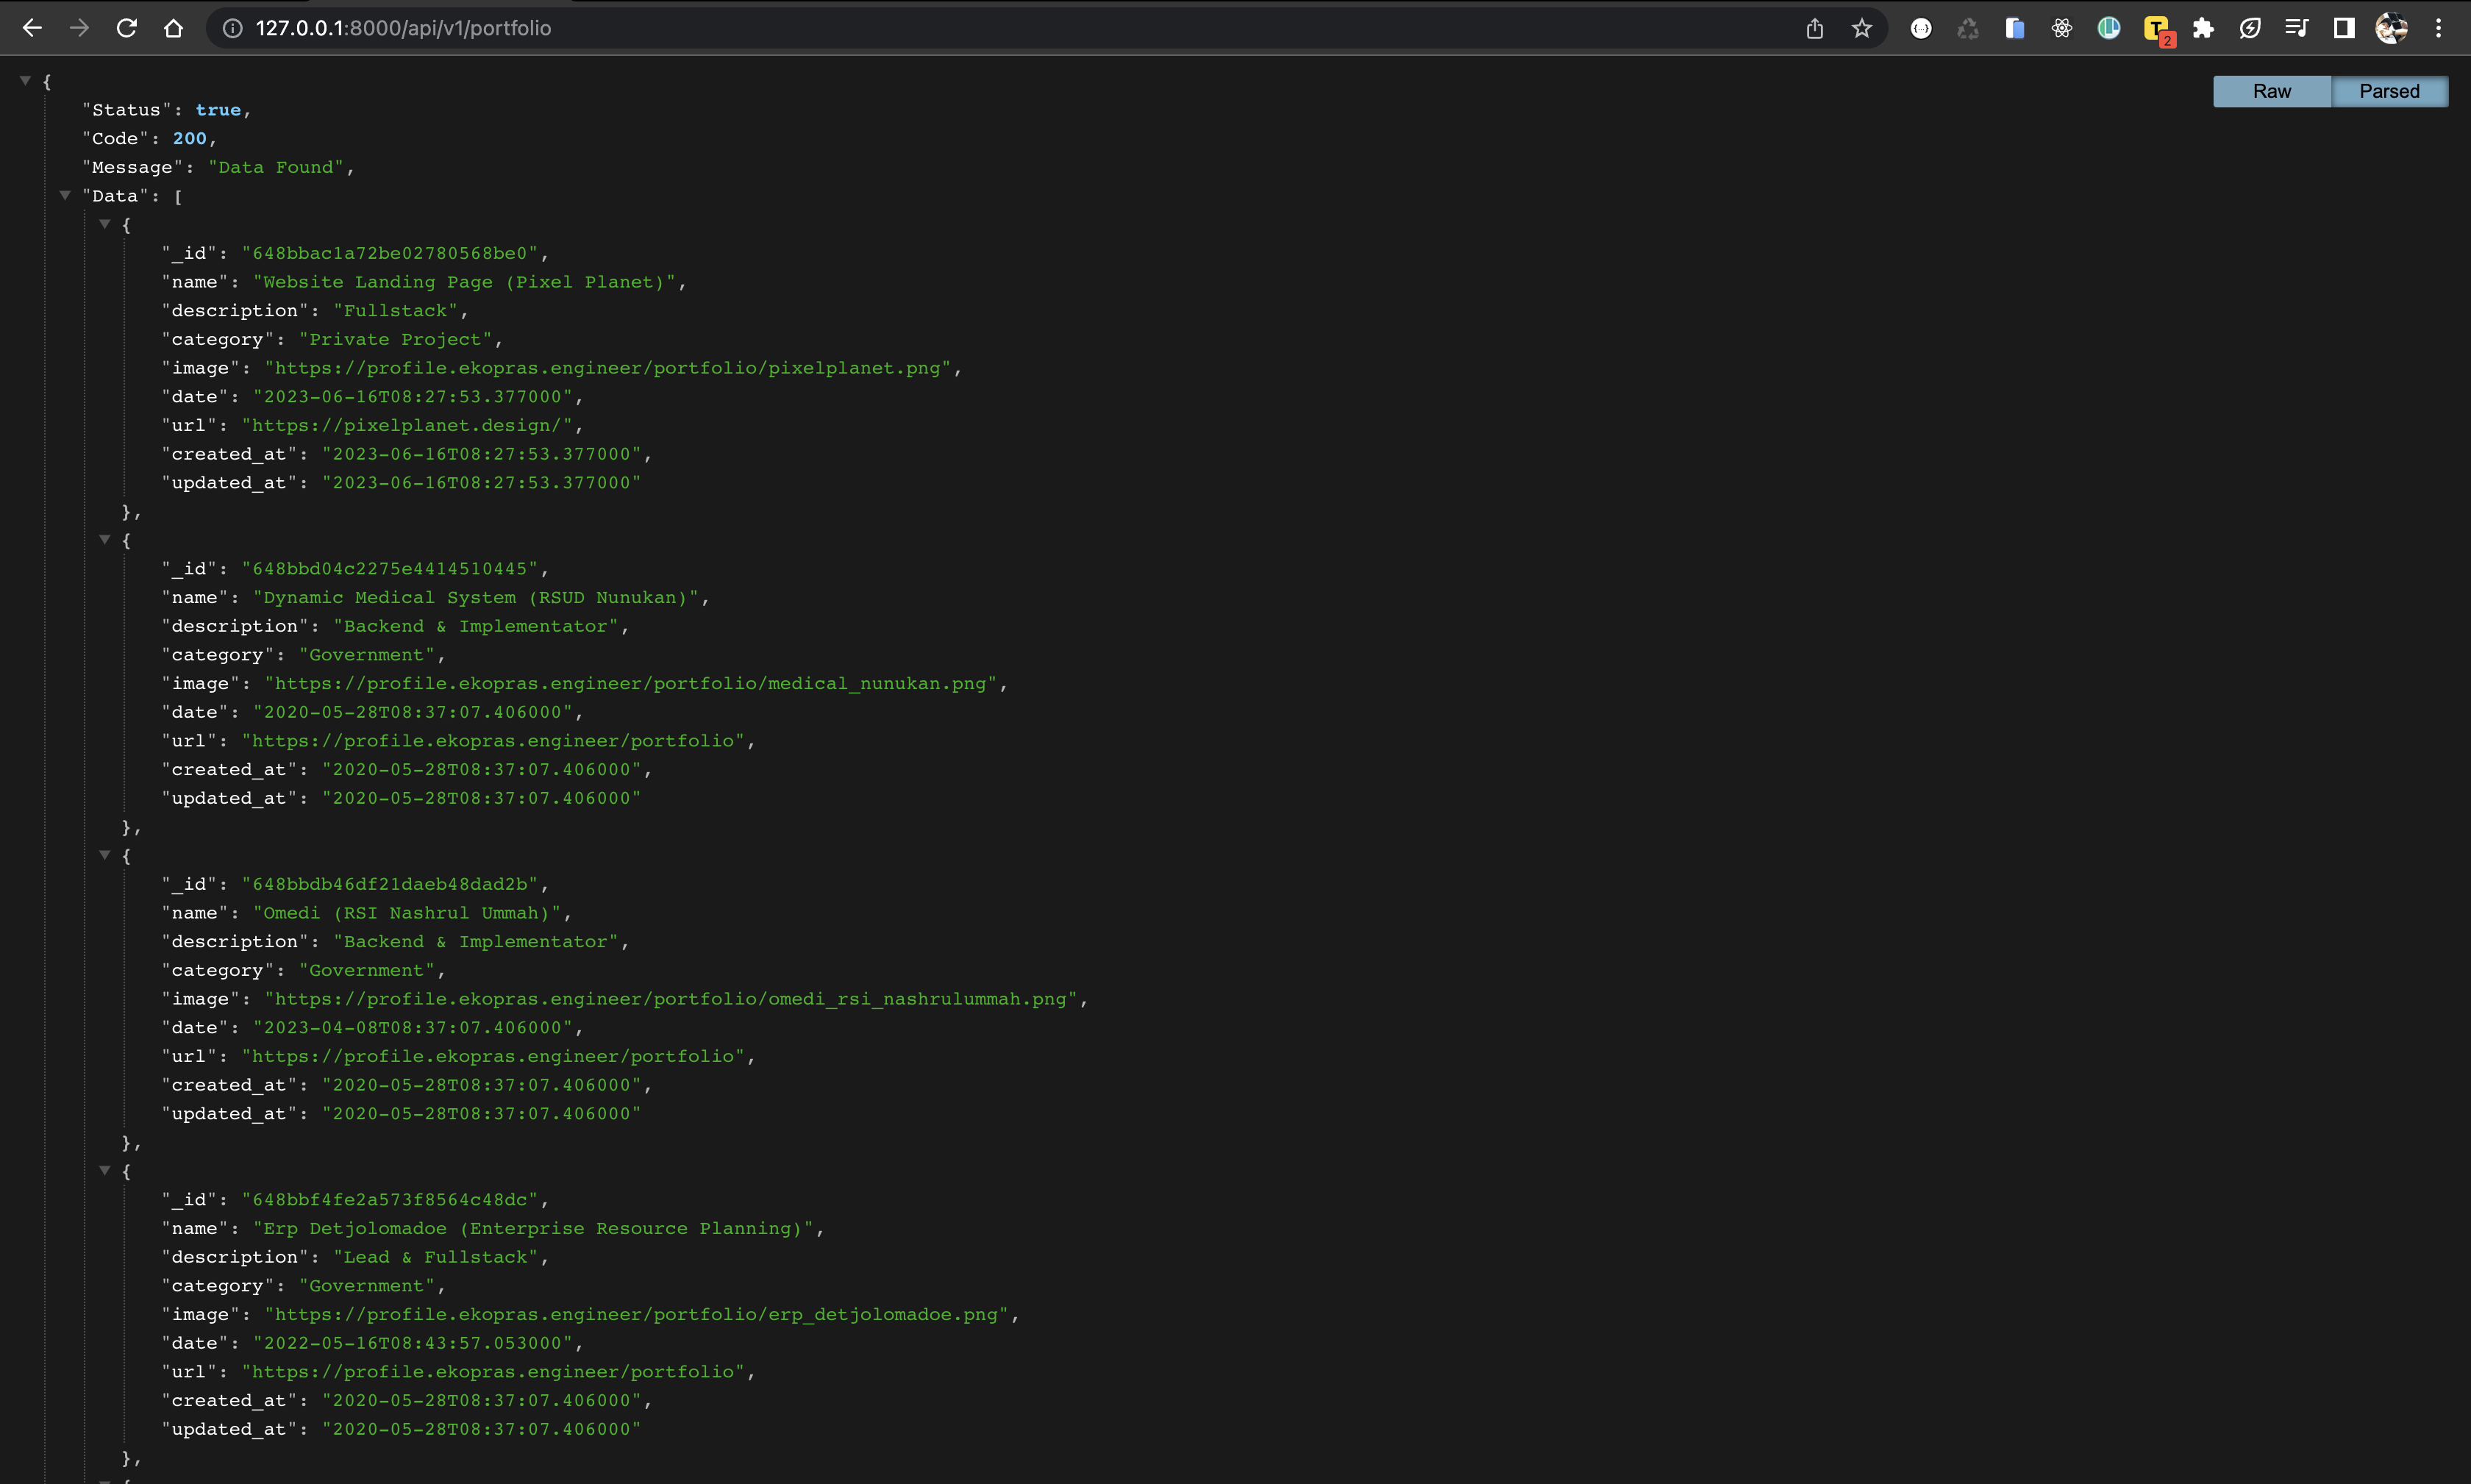 127.0.0.1:8000/api/v1/portfolio
2
Raw Parsed
{
"Status": true,
"Code": 200,
"Message": "Data Found",
"Data": [
{
"_id": "648bbac1a72be02780568be0",
"name": "Website Landing Page (Pixel Planet)",
"description": "Fullstack",
"category": "Private Project",
"image": "https://profile.ekopras.engineer/portfolio/pixelplanet.png",
"date": "2023-06-16T08:27:53.377000",
"url": "https://pixelplanet.design/",
"created_at": "2023-06-16T08:27:53.377000",
"updated_at": "2023-06-16T08:27:53.377000"
},
{
"_id": "648bbd04c2275e4414510445",
"name": "Dynamic Medical System (RSUD Nunukan)",
"description": "Backend & Implementator",
"category": "Government",
"image": "https://profile.ekopras.engineer/portfolio/medical_nunukan.png",
"date": "2020-05-28T08:37:07.406000",
"url": "https://profile.ekopras.engineer/portfolio",
"created_at": "2020-05-28T08:37:07.406000",
"updated_at": "2020-05-28T08:37:07.406000"
},
{
"_id": "648bbdb46df21daeb48dad2b",
"name": "Omedi (RSI Nashrul Ummah)",
"description": "Backend & Implementator",
"category": "Government",
"image": "https://profile.ekopras.engineer/portfolio/omedi_rsi_nashrulummah.png",
"date": "2023-04-08T08:37:07.406000",
"url": "https://profile.ekopras.engineer/portfolio",
"created_at": "2020-05-28T08:37:07.406000",
"updated_at": "2020-05-28T08:37:07.406000"
},
{
"_id": "648bbf4fe2a573f8564c48dc",
"name": "Erp Detjolomadoe (Enterprise Resource Planning)",
"description": "Lead & Fullstack",
"category": "Government",
"image": "https://profile.ekopras.engineer/portfolio/erp_detjolomadoe.png",
"date": "2022-05-16T08:43:57.053000",
"url": "https://profile.ekopras.engineer/portfolio",
"created_at": "2020-05-28T08:37:07.406000",
"updated_at": "2020-05-28T08:37:07.406000"
},
{